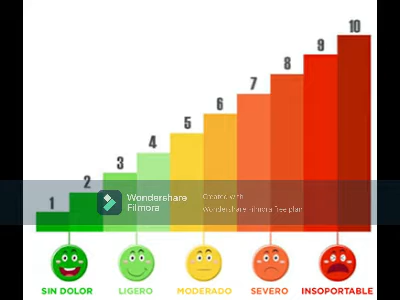 10
9
8
7
6
5
4
3
2
1
Wondershare
Filmora
Created with
Wondershare Filmora free plan
SIN DOLOR LIGERO MODERADO SEVERO INSOPORTABLE